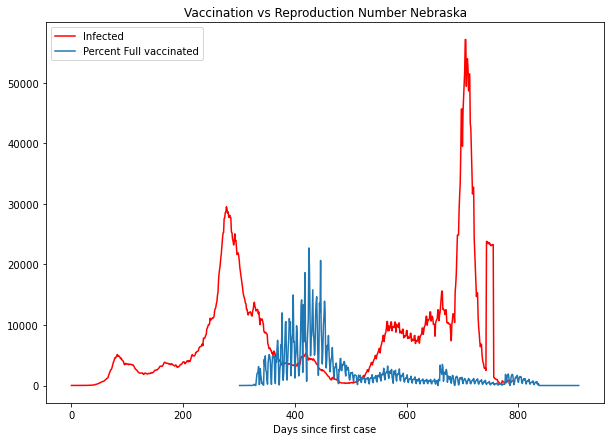 Vaccination vs Reproduction Number Nebraska
Infected
Percent Full vaccinated
50000
40000
30000
20000
10000
0
0 200 400 600 800
Days since first case